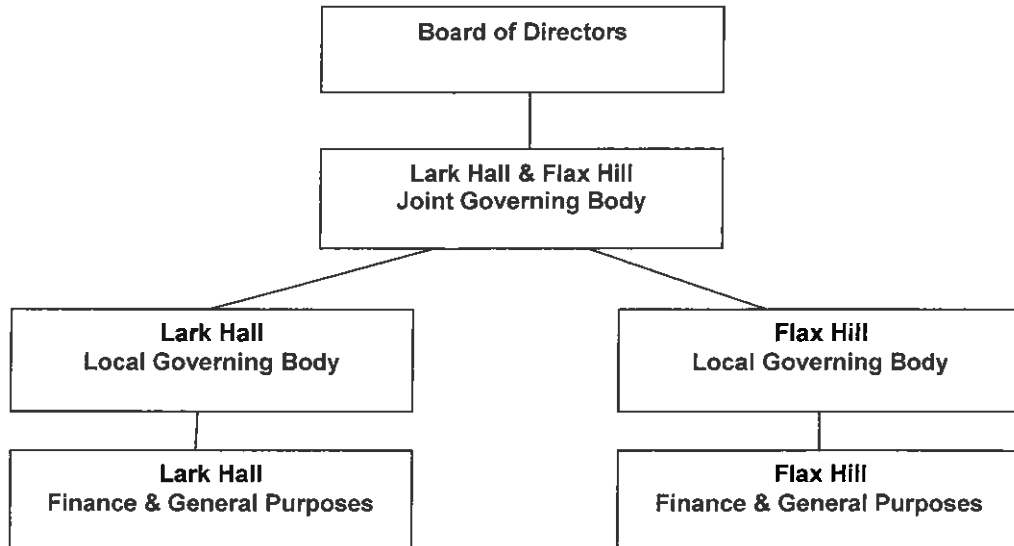 Board of Directors
Lark Hall & Flax Hill
Joint Governing Body
Lark Hall
Local Governing Body
Flax Hill
Local Governing Body
Lark Hall
Finance & General Purposes
Flax Hill
Finance & General Purposes